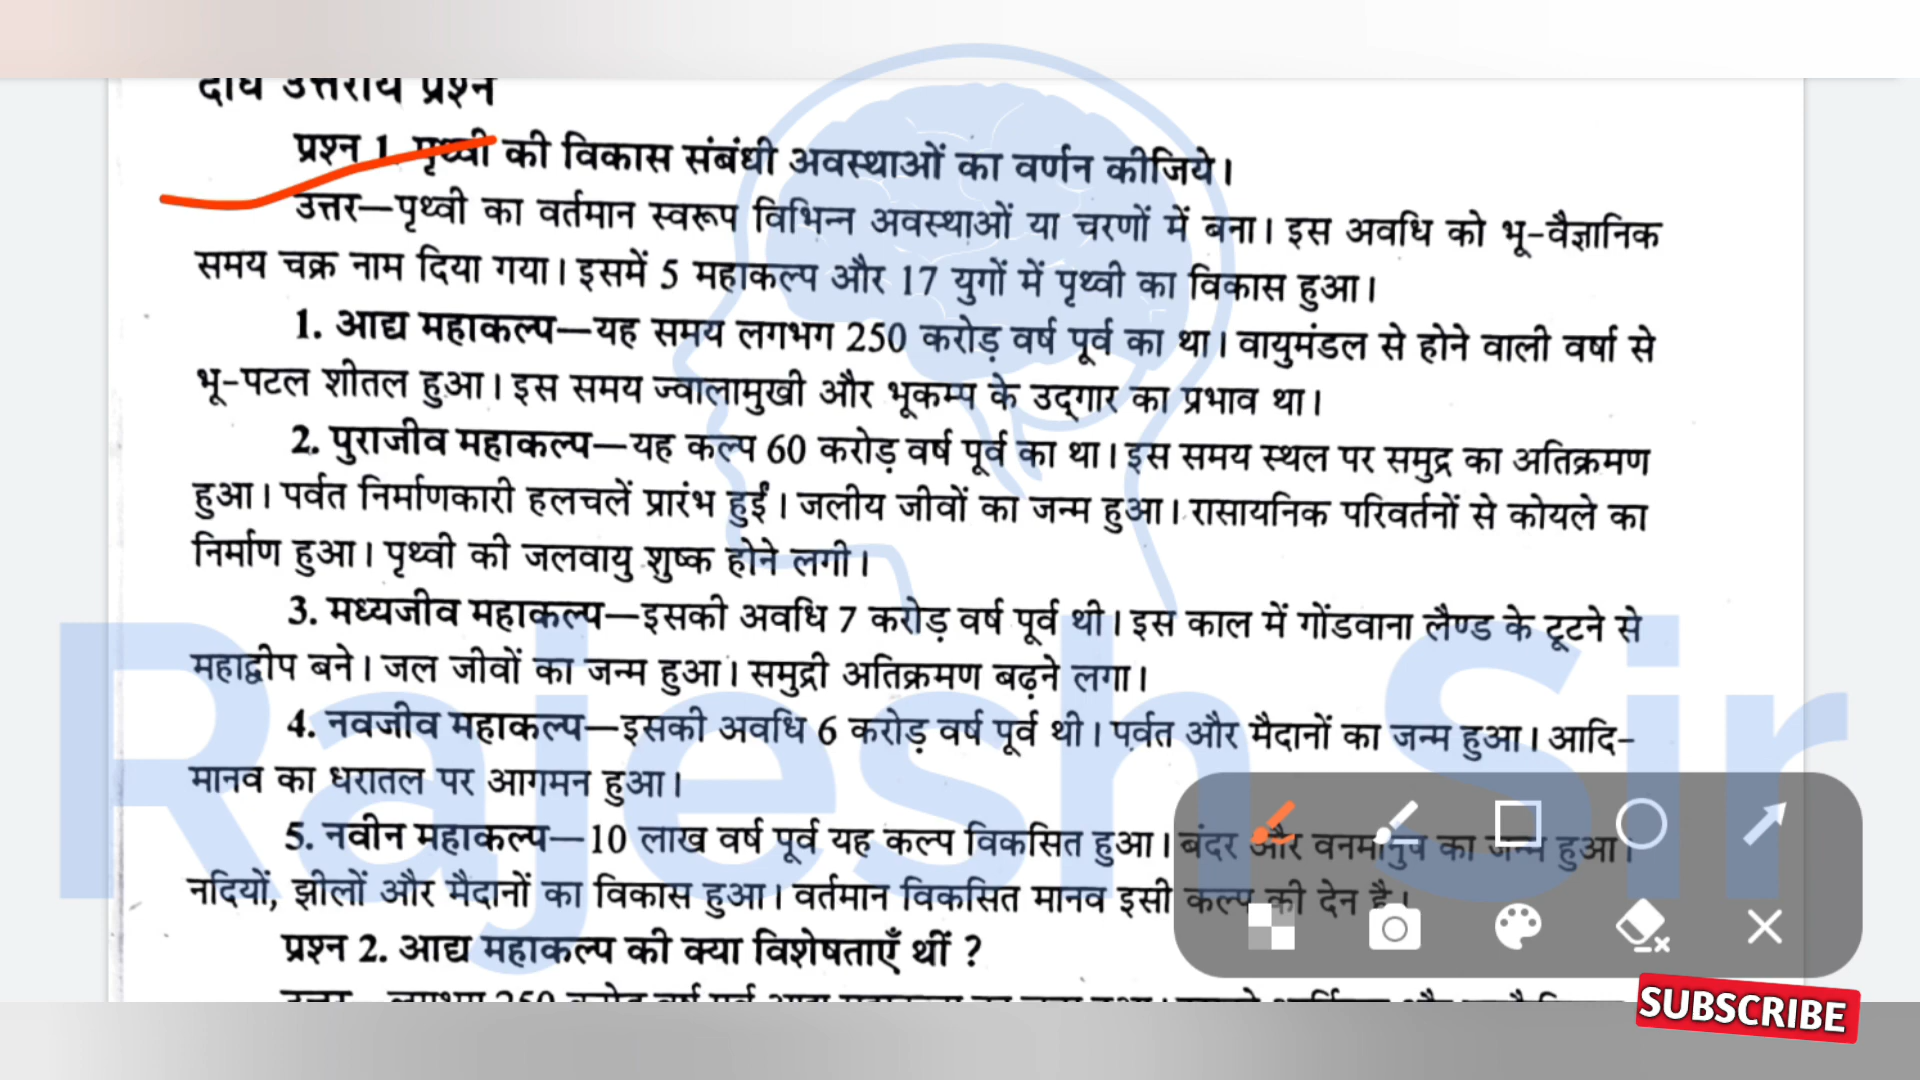 दीर्घ उत्तरीय प्रश्न
प्रश्न 1. पृथ्वी की विकास संबंधी अवस्थाओं का वर्णन कीजिये।
उत्तर—पृथ्वी का वर्तमान स्वरूप विभिन्न अवस्थाओं या चरणों में बना। इस अवधि को भू-वैज्ञानिक
समय चक्र नाम दिया गया। इसमें 5 महाकल्प और 17 युगों में पृथ्वी का विकास हुआ।
1. आद्य महाकल्प—यह समय लगभग 250 करोड़ वर्ष पूर्व का था। वायुमंडल से होने वाली वर्षा से
भू-पटल शीतल हुआ। इस समय ज्वालामुखी और भूकम्प के उद्‌गार का प्रभाव था।
2. पुराजीव महाकल्प—यह कल्प 60 करोड़ वर्ष पूर्व का था। इस समय स्थल पर समुद्र का अतिक्रमण
हुआ। पर्वत निर्माणकारी हलचलें प्रारंभ हुईं। जलीय जीवों का जन्म हुआ। रासायनिक परिवर्तनों से कोयले का
निर्माण हुआ। पृथ्वी की जलवायु शुष्क होने लगी।
3. मध्यजीव महाकल्प—इसकी अवधि 7 करोड़ वर्ष पूर्व थी। इस काल में गोंडवाना लैण्ड के टूटने से
महाद्वीप बने। जल जीवों का जन्म हुआ। समुद्री अतिक्रमण बढ़ने लगा।
4. नवजीव महाकल्प—इसकी अवधि 6 करोड़ वर्ष पूर्व थी। पर्वत और मैदानों का जन्म हुआ। आदि-
मानव का धरातल पर आगमन हुआ।
5. नवीन महाकल्प—10 लाख वर्ष पूर्व यह कल्प विकसित हुआ। बंदर और वनमानुष का जन्म हुआ।
नदियों, झीलों और मैदानों का विकास हुआ। वर्तमान विकसित मानव इसी कल्प की देन है।
प्रश्न 2. आद्य महाकल्प की क्या विशेषताएँ थीं ?
Rajesh Sir
SUBSCRIBE